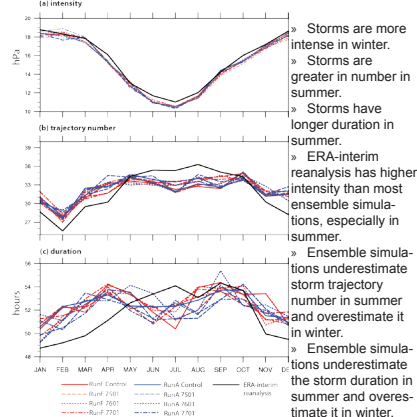 (a) intensity
20
18
16
14
12
10
hPa
(b) trajectory number
39
36
33
30
27
(c) duration
56
54
52
50
48
hours
JAN FEB MAR APR MAY JUN JUL AUG SEP OCT NOV DE
RunF Control
RunF 7501
RunF 7601
RunF 7701
RunA Control
RunA 7501
RunA 7601
RunA 7701
ERA-interim
reanalysis
» Storms are more
intense in winter.
» Storms are
greater in number in
summer.
» Storms have
longer duration in
summer.
» ERA-interim
reanalysis has higher
intensity than most
ensemble simula-
tions, especially in
summer.
» Ensemble simula-
tions underestimate
storm trajectory
number in summer
and overestimate it
in winter.
» Ensemble simula-
tions underestimate
the storm duration in
summer and overes-
timate it in winter.